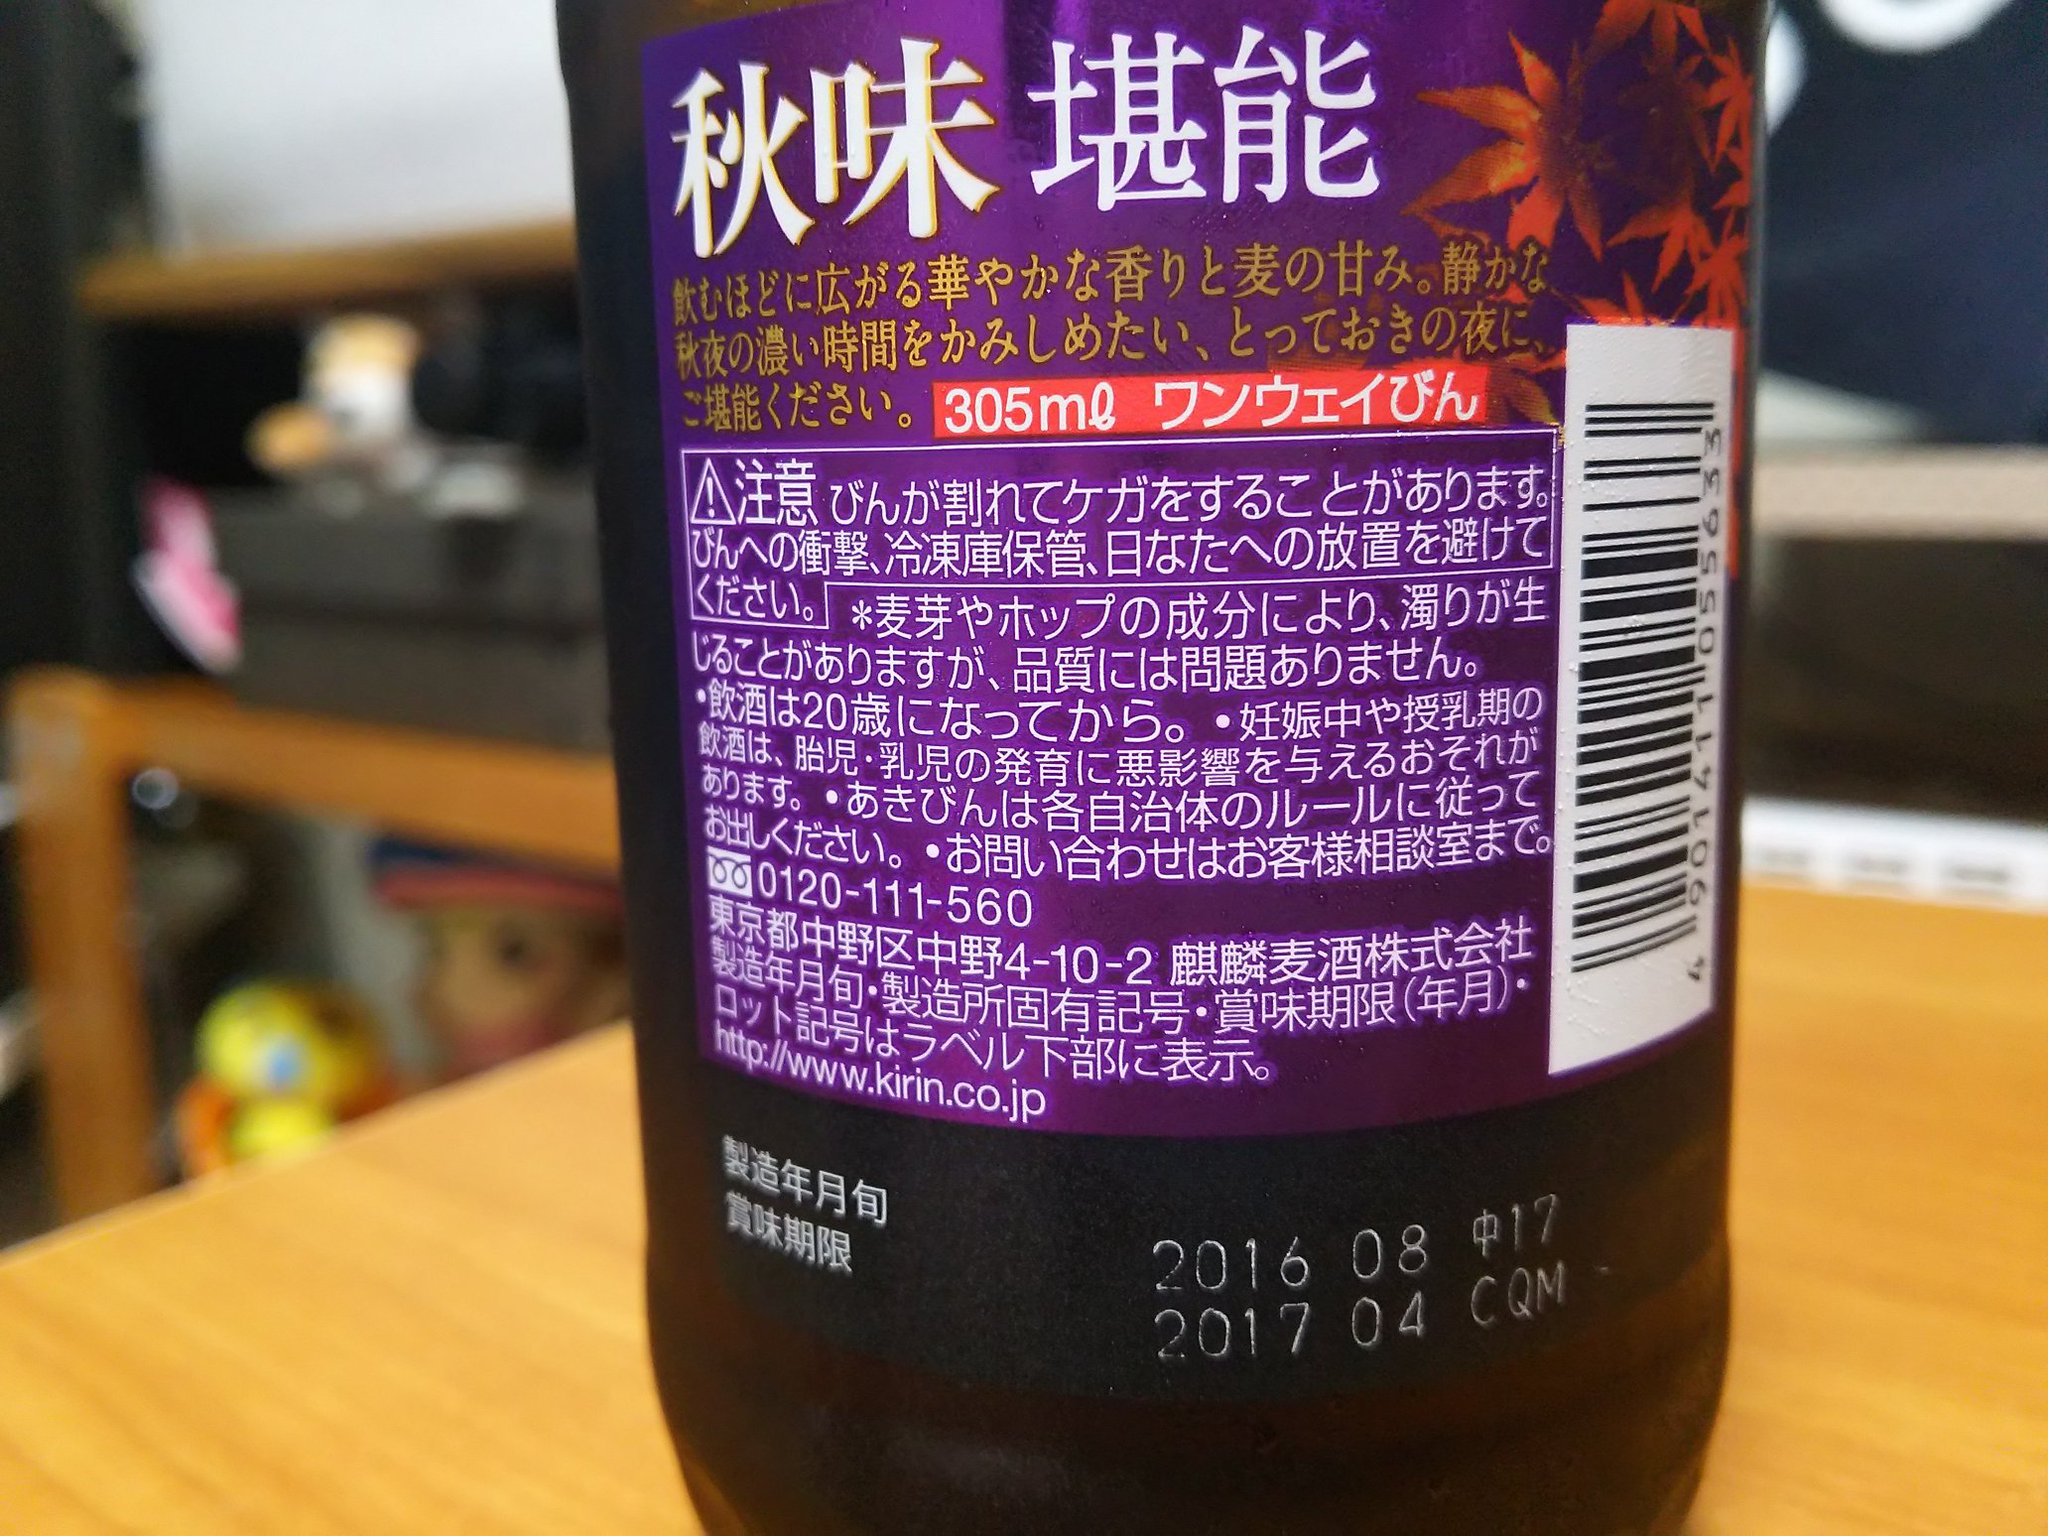 秋味 堪能
飲むほどに広がる華やかな香りと麦の甘み。静かな
秋夜の濃い時間をかみしめたい、とっておきの夜に、
ご堪能ください。 305mℓ ワンウェイびん
⚠注意 びんが割れてケガをすることがあります。
びんへの衝撃、冷凍庫保管、日なたへの放置を避けて
ください。 *麦芽やホップの成分により、濁りが生
じることがありますが、品質には問題ありません。
・飲酒は20歳になってから。 ・妊娠中や授乳期の
飲酒は、胎児・乳児の発育に悪影響を与えるおそれが
あります。 ・あきびんは各自治体のルールに従って
お出しください。 ・お問い合わせはお客様相談室まで。
0120-111-560
東京都中野区中野4-10-2 麒麟麦酒株式会社
製造年月旬・製造所固有記号・賞味期限(年月)・
ロット記号はラベル下部に表示。
http://www.kirin.co.jp
4901411055633
製造年月旬 2016 08 中17
賞味期限 2017 04 CQM